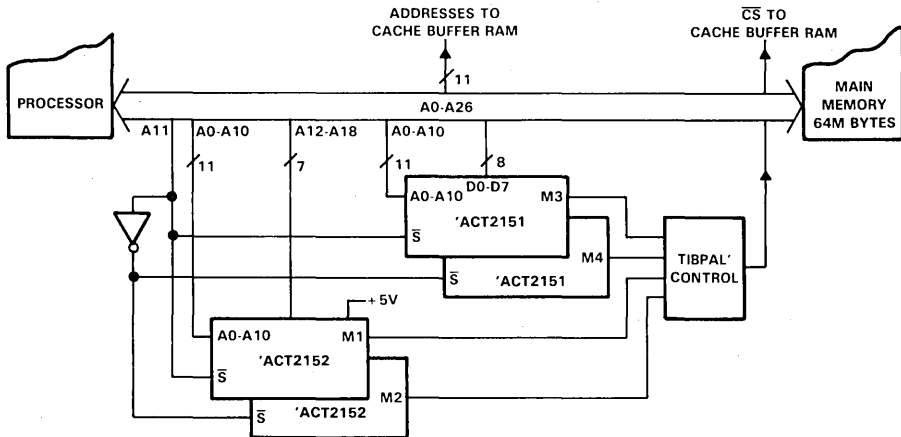 ADDRESSES TO
CACHE BUFFER RAM
CS TO
CACHE BUFFER RAM
11
PROCESSOR
A0-A26
MAIN
MEMORY
64M BYTES
A11
A0-A10
A12-A18
A0-A10
11
7
11
8
D0-D7
A0-A10
M3
'ACT2151
S
M4
'ACT2151
S
TIBPAL'
CONTROL
+5V
A0-A10
M1
'ACT2152
S
M2
'ACT2152
S